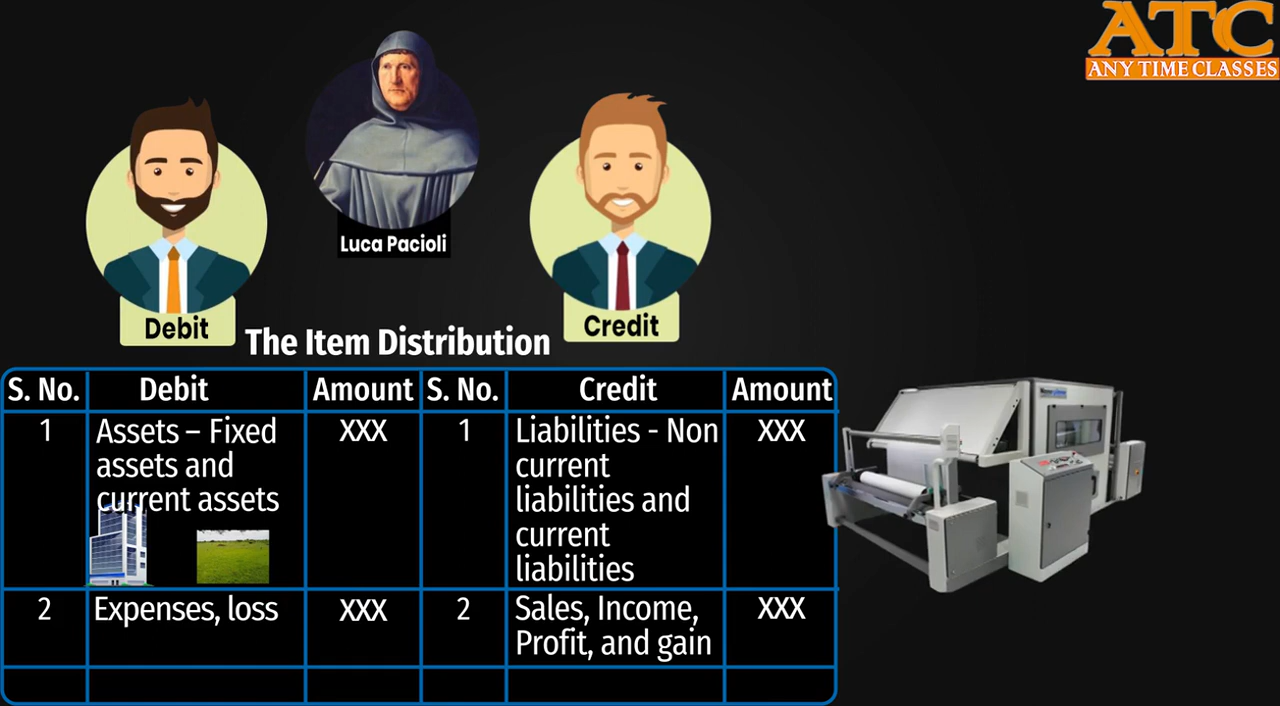 ATC
ANY TIME CLASSES
Luca Pacioli
Debit
Credit
The Item Distribution
S. No. Debit Amount S. No. Credit Amount
1 Assets – Fixed assets and current assets XXX 1 Liabilities - Non current liabilities and current liabilities XXX
2 Expenses, loss XXX 2 Sales, Income, Profit, and gain XXX